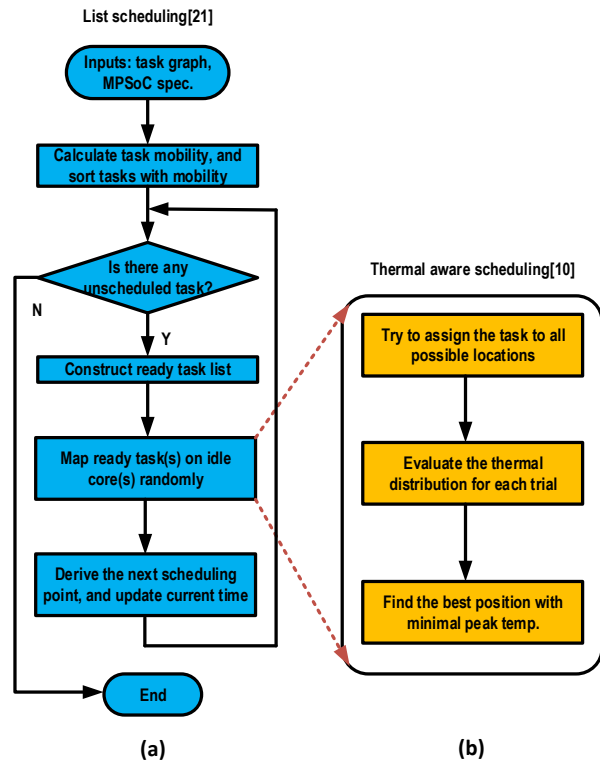 List scheduling[21]
Inputs: task graph,
MPSoC spec.
Calculate task mobility, and
sort tasks with mobility
Is there any
unscheduled task?
N
Y
Construct ready task list
Map ready task(s) on idle
core(s) randomly
Derive the next scheduling
point, and update current time
End
(a)
Thermal aware scheduling[10]
Try to assign the task to all
possible locations
Evaluate the thermal
distribution for each trial
Find the best position with
minimal peak temp.
(b)